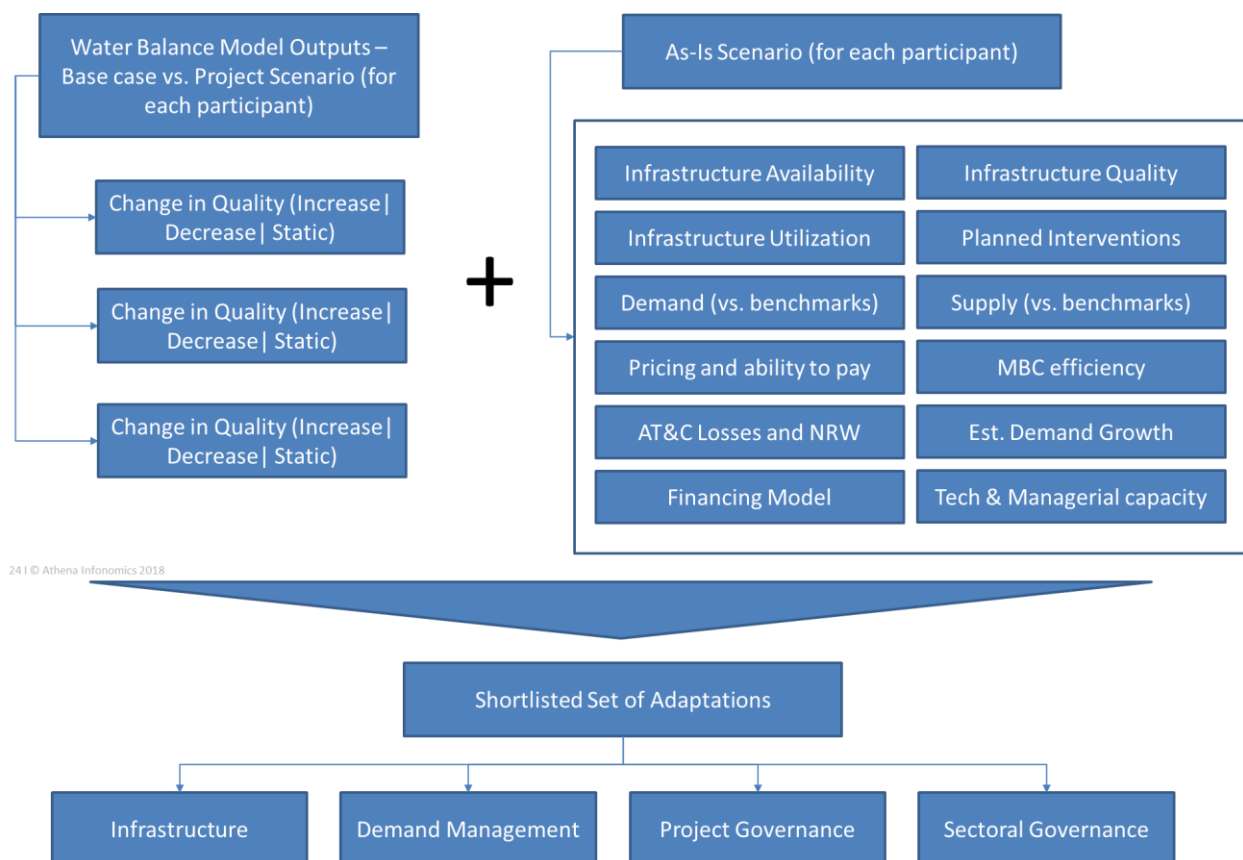 Water Balance Model Outputs –
Base case vs. Project Scenario (for
each participant)
Change in Quality (Increase|
Decrease| Static)
Change in Quality (Increase|
Decrease| Static)
Change in Quality (Increase|
Decrease| Static)
+
As-Is Scenario (for each participant)
Infrastructure Availability
Infrastructure Quality
Infrastructure Utilization
Planned Interventions
Demand (vs. benchmarks)
Supply (vs. benchmarks)
Pricing and ability to pay
MBC efficiency
AT&C Losses and NRW
Est. Demand Growth
Financing Model
Tech & Managerial capacity
24 I © Athena Infonomics 2018
Shortlisted Set of Adaptations
Infrastructure
Demand Management
Project Governance
Sectoral Governance